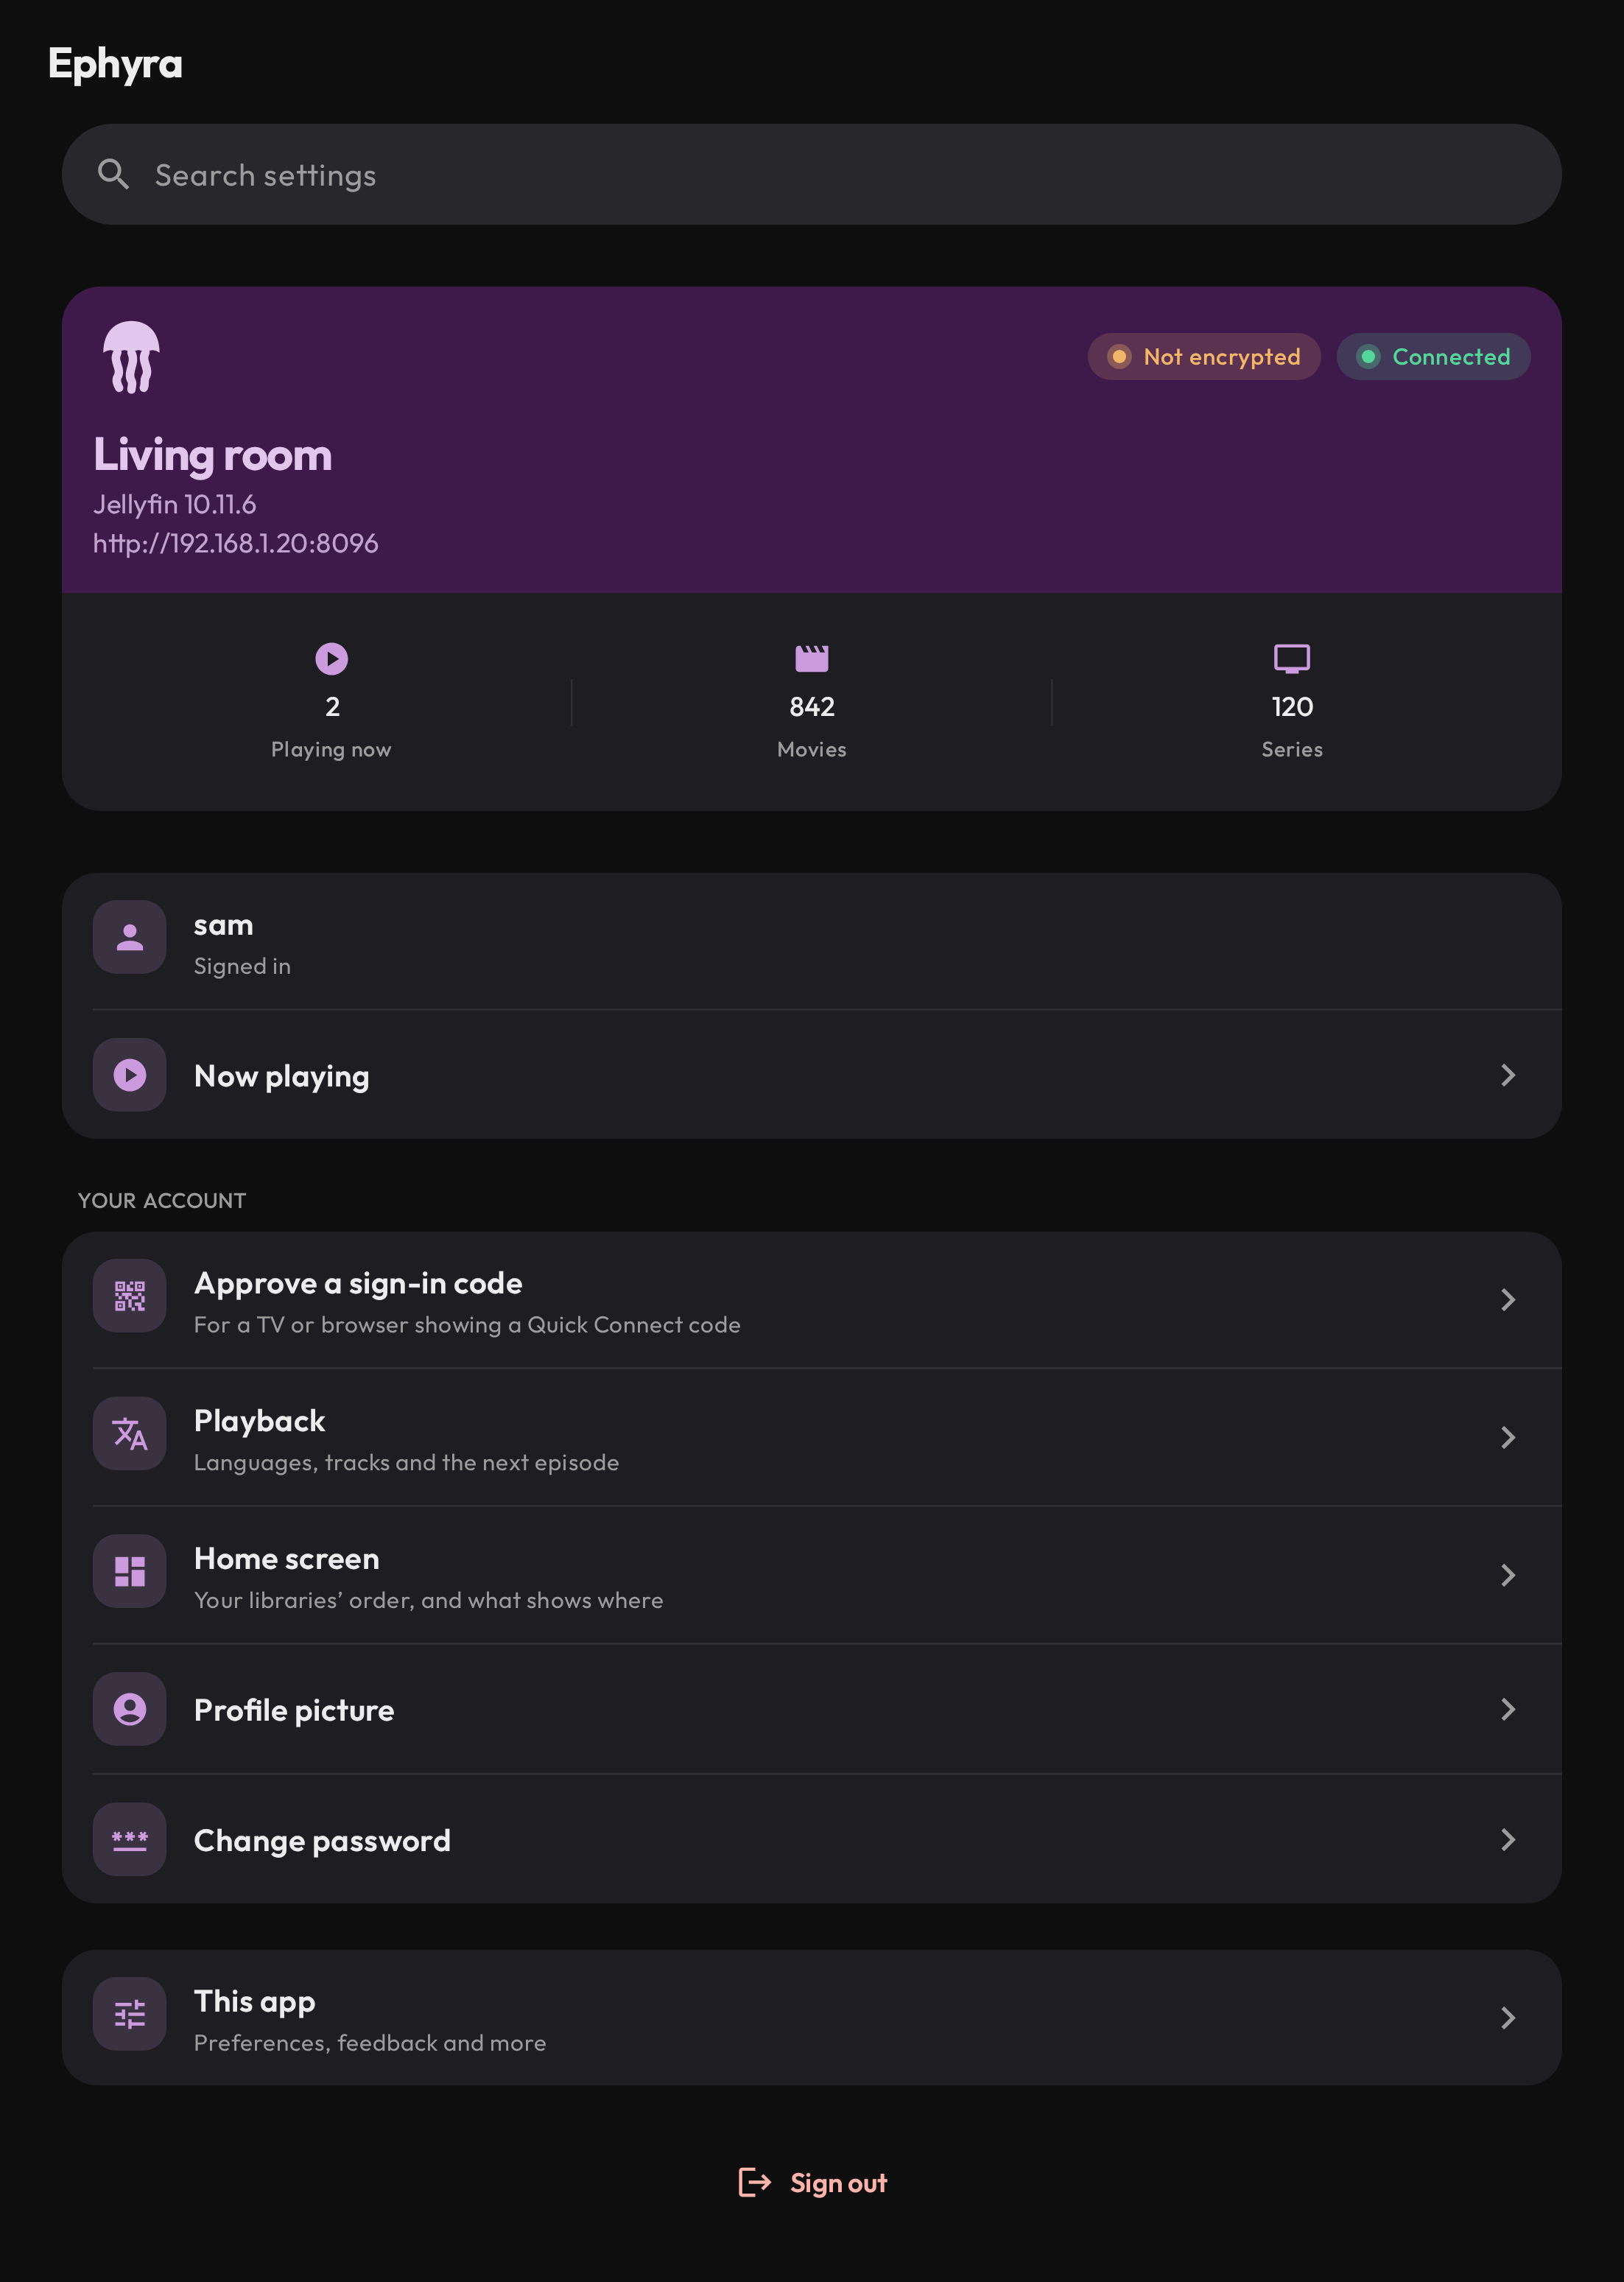 Ephyra
Search settings
Not encrypted
Connected
Living room
Jellyfin 10.11.6
http://192.168.1.20:8096
2
Playing now
842
Movies
120
Series
sam
Signed in
Now playing
YOUR ACCOUNT
Approve a sign-in code
For a TV or browser showing a Quick Connect code
Playback
Languages, tracks and the next episode
Home screen
Your libraries’ order, and what shows where
Profile picture
Change password
This app
Preferences, feedback and more
Sign out